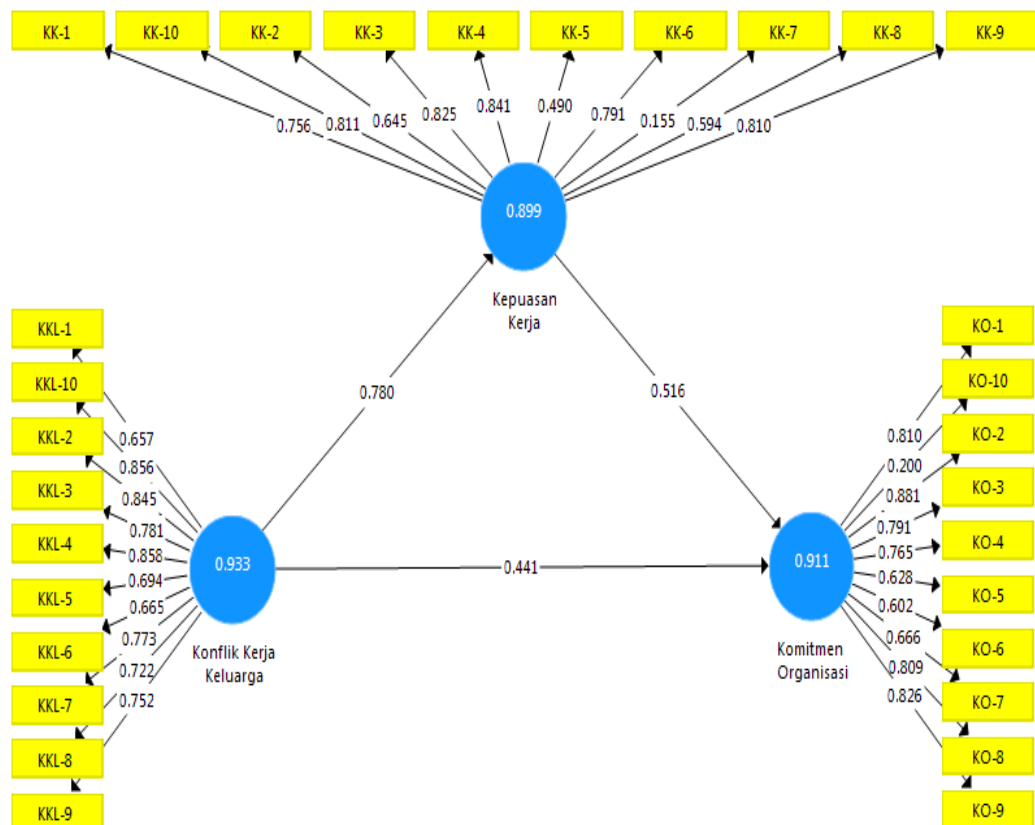 KK-1
KK-10
KK-2
KK-3
KK-4
KK-5
KK-6
KK-7
KK-8
KK-9
0.756
0.811
0.645
0.825
0.841
0.490
0.791
0.155
0.594
0.810
0.899
Kepuasan
Kerja
0.780
0.516
0.441
KKL-1
KKL-10
KKL-2
KKL-3
KKL-4
KKL-5
KKL-6
KKL-7
KKL-8
KKL-9
0.657
0.856
0.845
0.781
0.858
0.694
0.665
0.773
0.722
0.752
0.933
Konflik Kerja
Keluarga
0.911
Komitmen
Organisasi
0.810
0.200
0.881
0.791
0.765
0.628
0.602
0.666
0.809
0.826
KO-1
KO-10
KO-2
KO-3
KO-4
KO-5
KO-6
KO-7
KO-8
KO-9